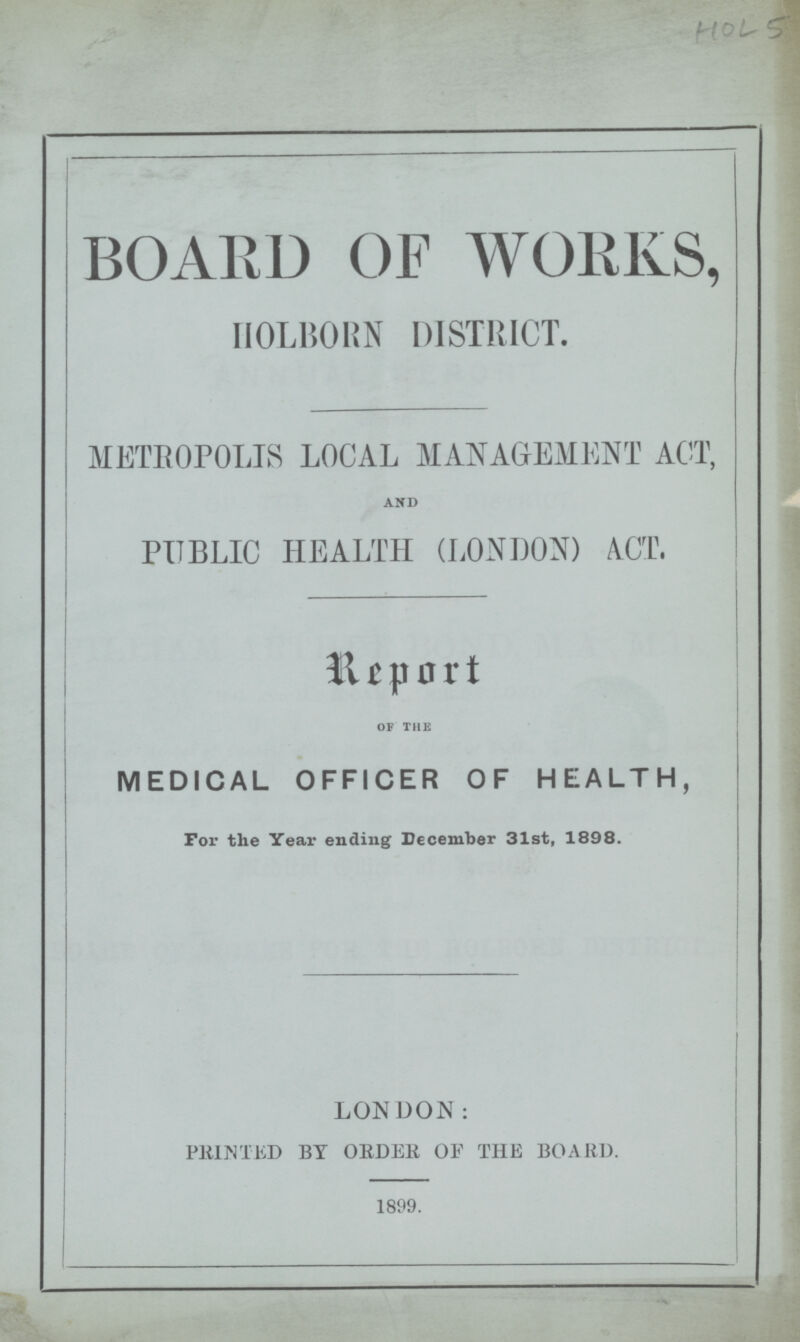 HOL 5
BOARD OF WORKS,
HOLBORN DISTRICT.
METROPOLIS LOCAL MANAGEMENT ACT,
AND
PUBLIC HEALTH (LONDON) ACT.
Report
OF THE
MEDICAL OFFICER OF HEALTH,
For the Year ending December 31st, 1898.
LONDON:
PRINTED BY ORDER OF THE BOARD.
1899.